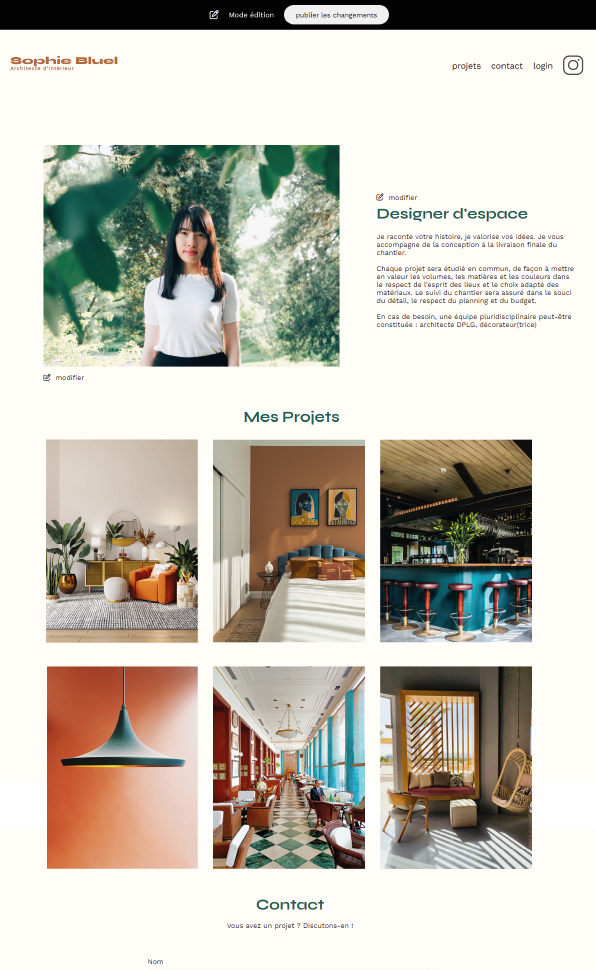 Mode édition
publier les changements
Sophie Bluel
Architecte d'intérieur
projets
contact
login
modifier
Designer d'espace
Je raconte votre histoire, je valorise vos idées. Je vous
accompagne de la conception à la livraison finale du
chantier.
Chaque projet sera étudié en commun, de façon à mettre
en valeur les volumes, les matières et les couleurs dans
le respect de l'esprit des lieux et le choix adapté des
matériaux. Le suivi du chantier sera assuré dans le souci
du détail, le respect du planning et du budget.
En cas de besoin, une équipe pluridisciplinaire peut-être
constituée : architecte DPLG, décorateur(trice)
modifier
Mes Projets
Contact
Vous avez un projet ? Discutons-en !
Nom